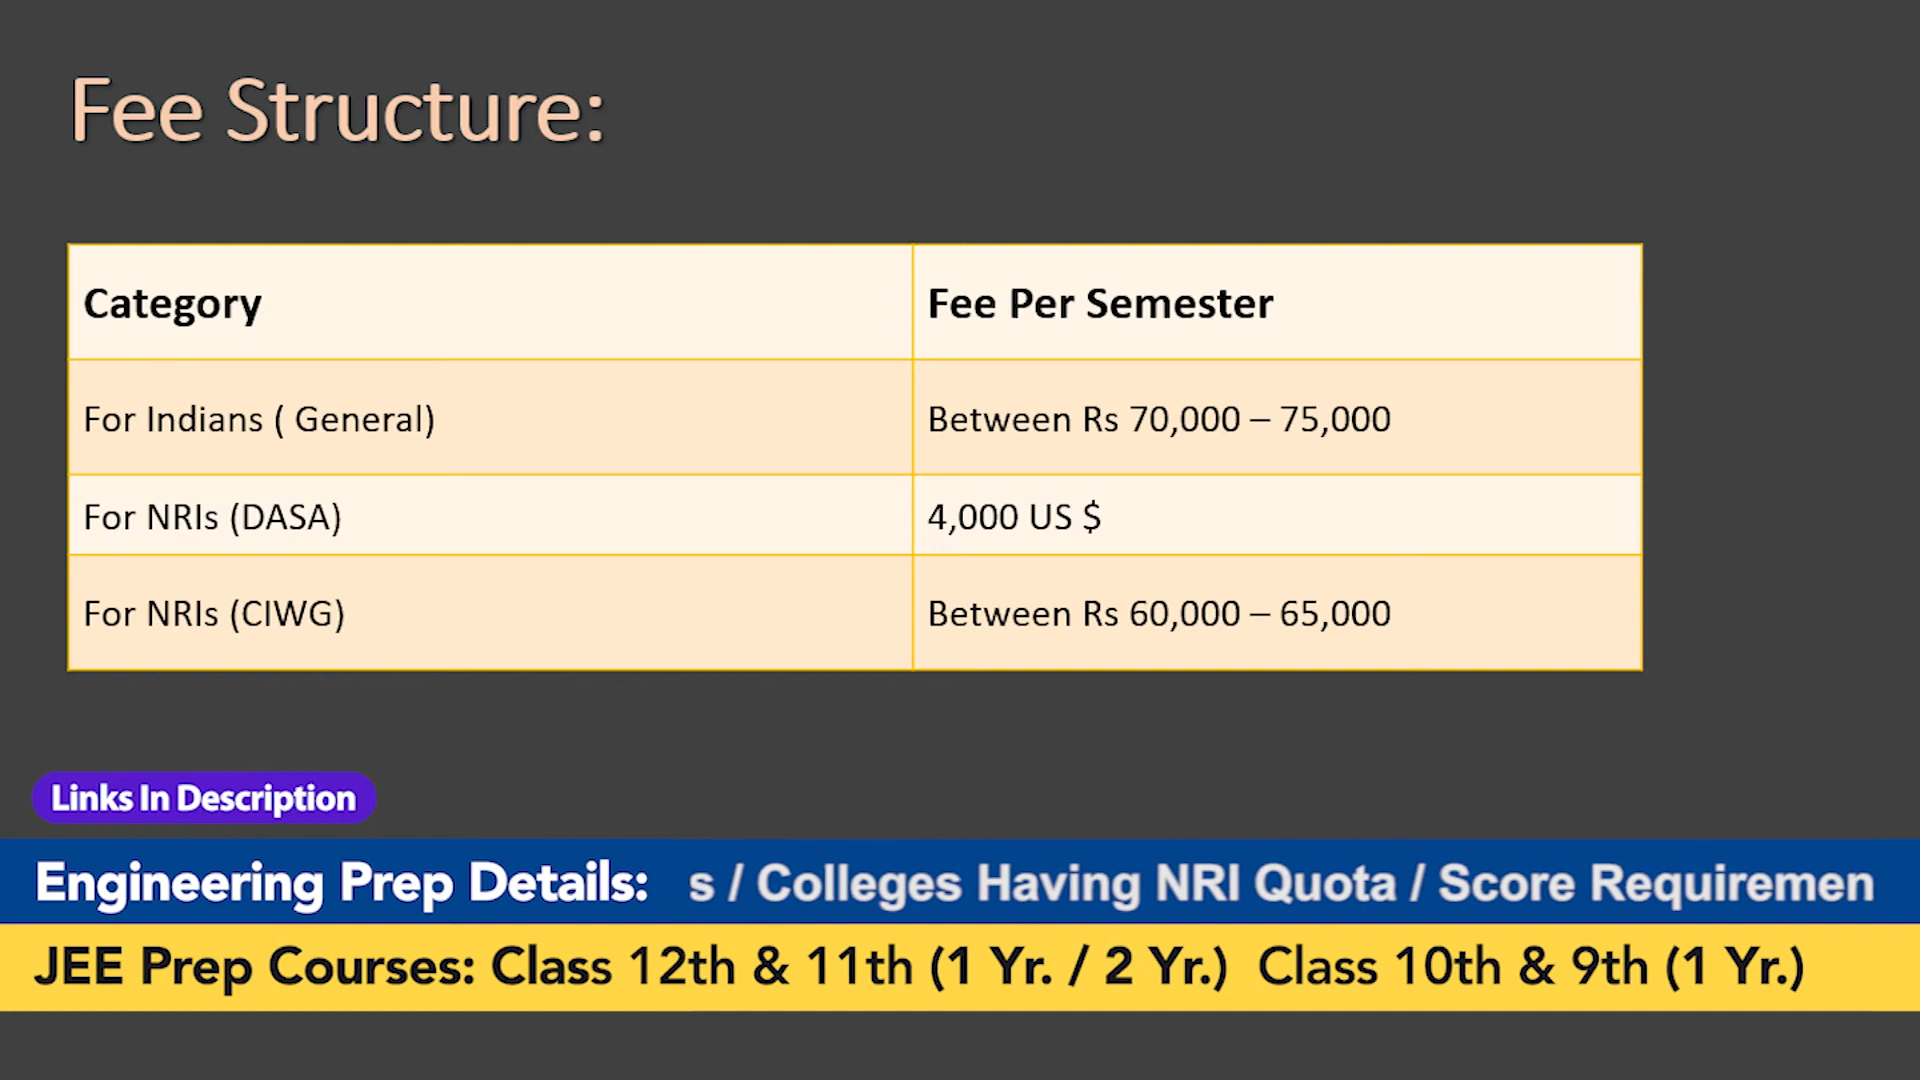 Fee Structure:
Category Fee Per Semester
For Indians ( General) Between Rs 70,000 – 75,000
For NRIs (DASA) 4,000 US $
For NRIs (CIWG) Between Rs 60,000 – 65,000
Links In Description
Engineering Prep Details: s / Colleges Having NRI Quota / Score Requiremen
JEE Prep Courses: Class 12th & 11th (1 Yr. / 2 Yr.) Class 10th & 9th (1 Yr.)